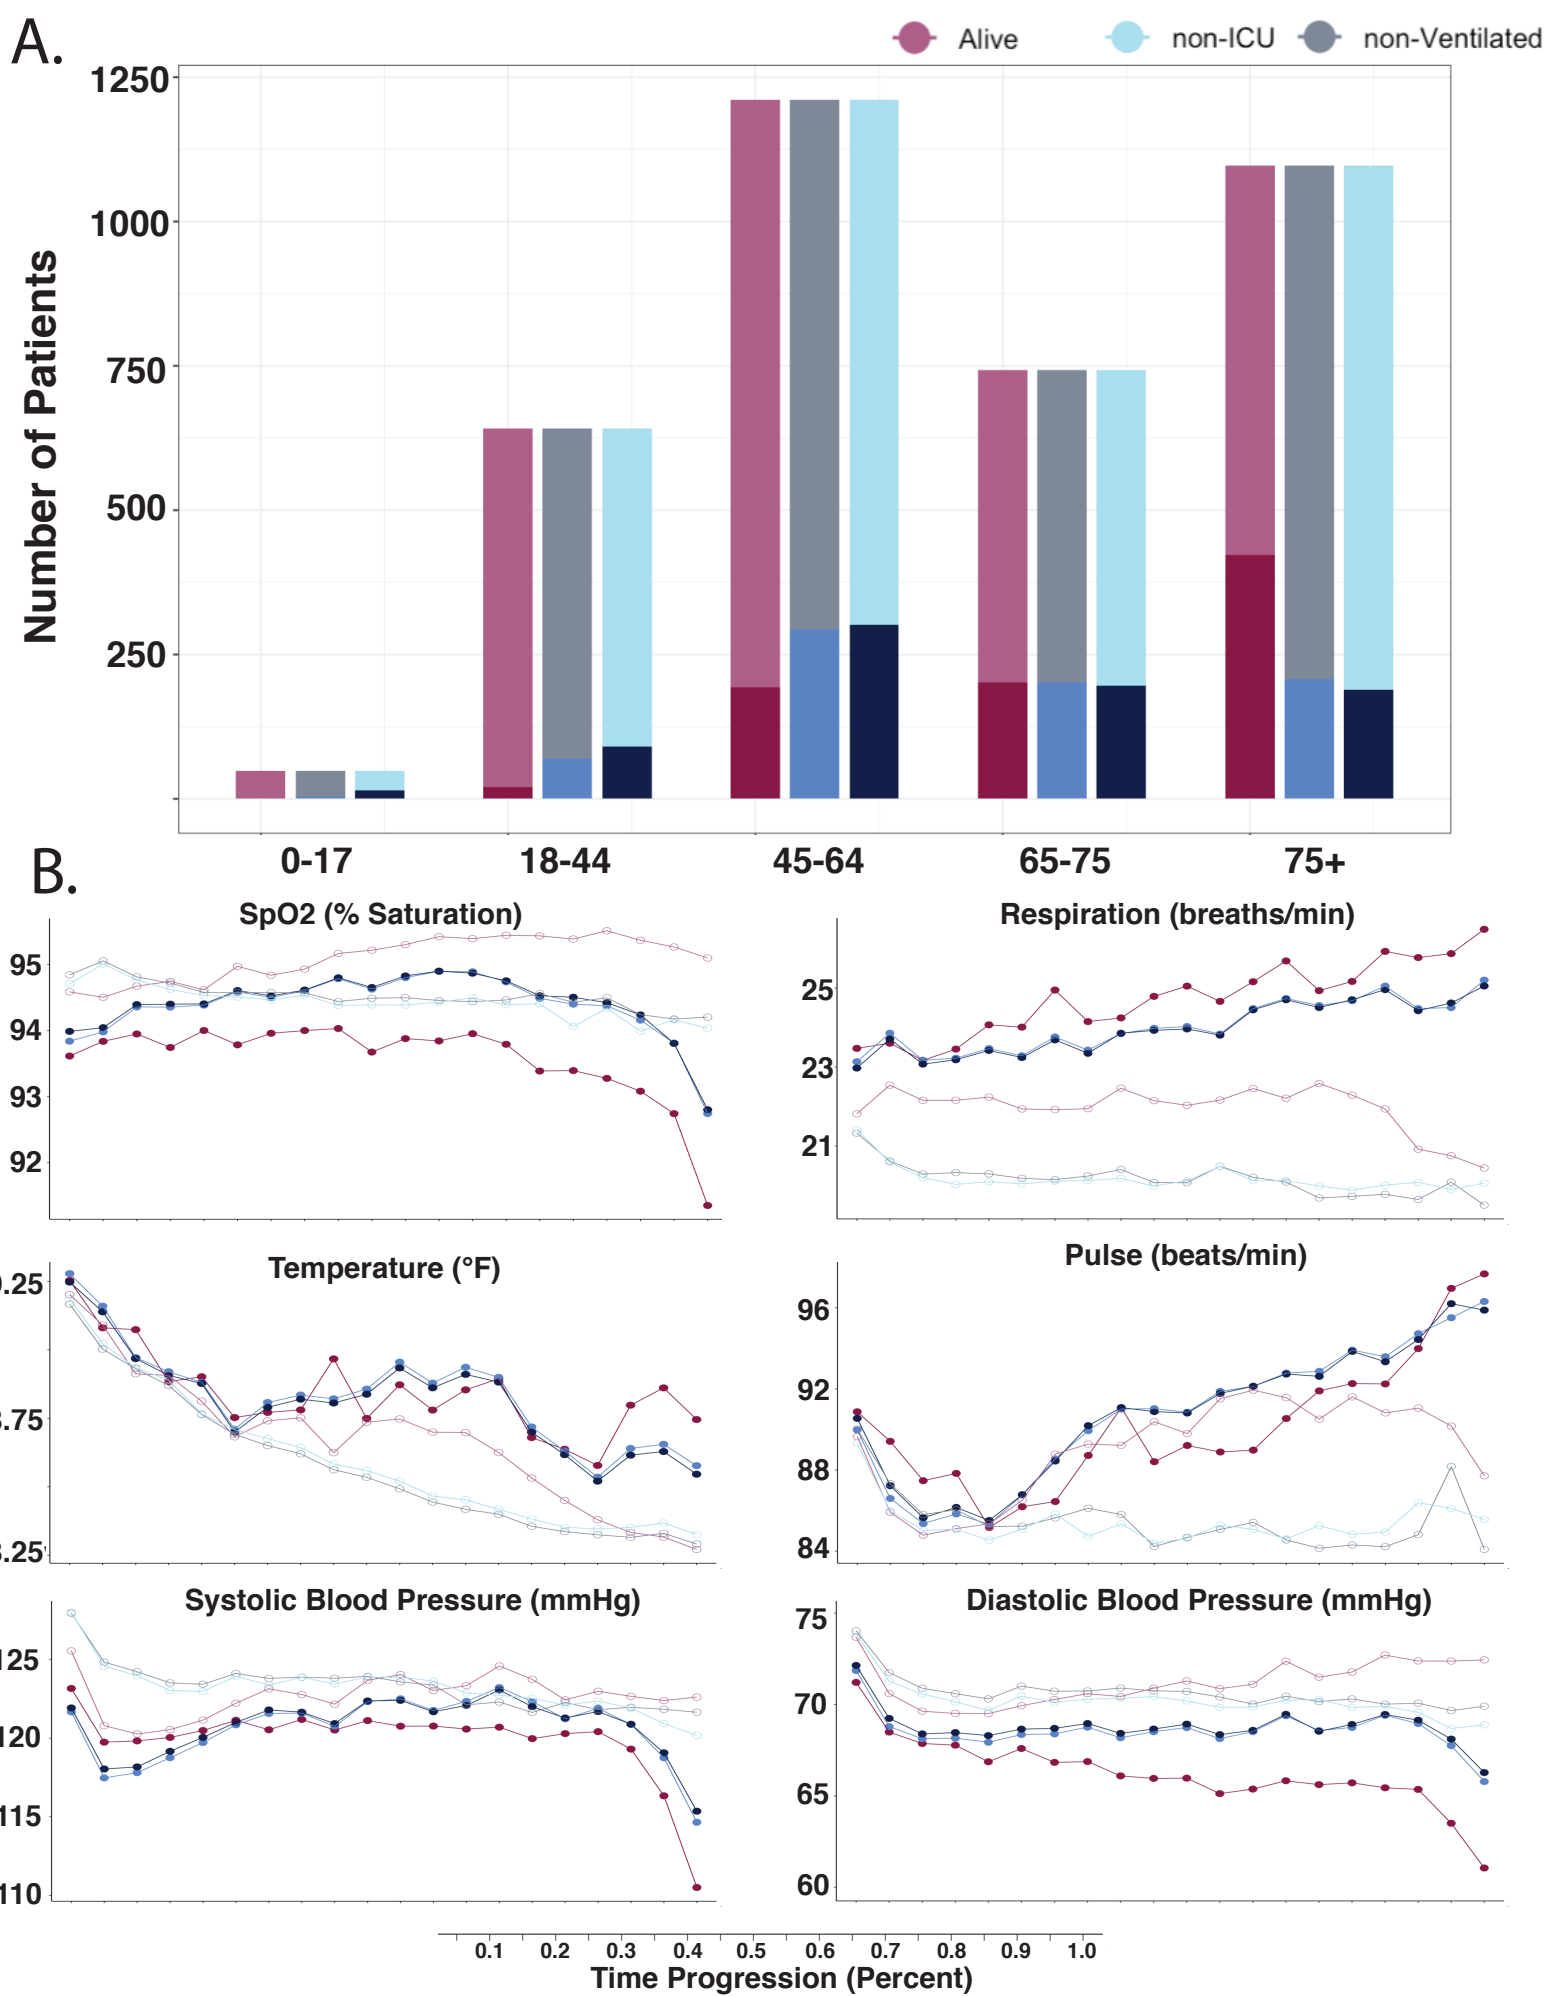 A.
Alive non-ICU non-Ventilated
1250
1000
750
500
250
Number of Patients
0-17 18-44 45-64 65-75 75+
B.
SpO2 (% Saturation)
95
94
93
92
Respiration (breaths/min)
25
23
21
Temperature (°F)
.25
.75
.25
Pulse (beats/min)
96
92
88
84
Systolic Blood Pressure (mmHg)
125
120
115
110
Diastolic Blood Pressure (mmHg)
75
70
65
60
0.1 0.2 0.3 0.4 0.5 0.6 0.7 0.8 0.9 1.0
Time Progression (Percent)